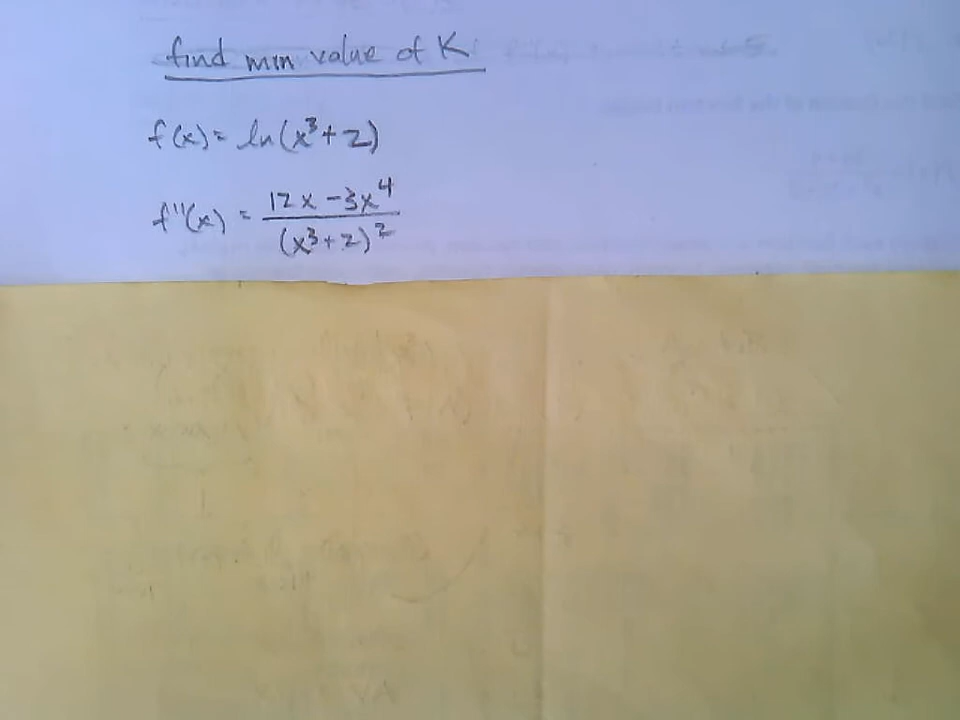 find min value of K
f(x) = ln(x³+2)
f''(x) = 12x - 3x⁴ / (x³+2)²